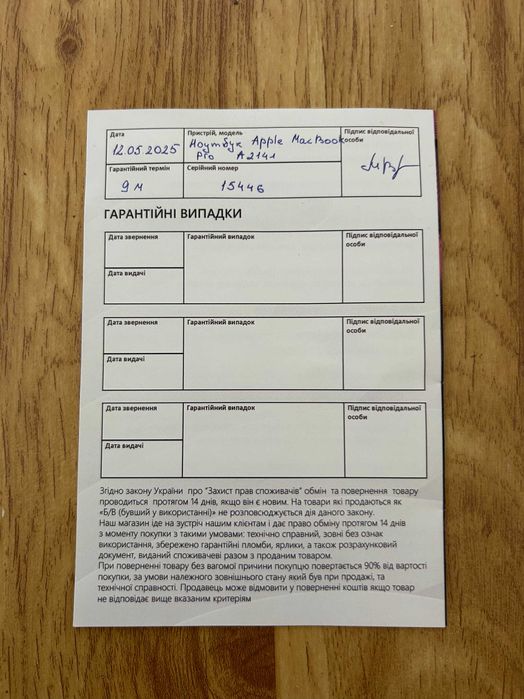 Дата
Пристрій, модель
Підпис відповідальної особи
12.05.2025
Ноутбук Apple MacBook
Pro A2141
Гарантійний термін
Серійний номер
9 м
15446
ГАРАНТІЙНІ ВИПАДКИ
Дата звернення
Гарантійний випадок
Підпис відповідальної
особи
Дата видачі
Дата звернення
Гарантійний випадок
Підпис відповідальної
особи
Дата видачі
Дата звернення
Гарантійний випадок
Підпис відповідальної
особи
Дата видачі
Згідно закону України про "Захист прав споживачів" обмін та повернення товару
проводиться протягом 14 днів, якщо він є новим. На товари які продаються як
«Б/В (бувший у використанні)» не розповсюджується дія даного закону.
Наш магазин іде на зустріч нашим клієнтам і дає право обміну протягом 14 днів
з моменту покупки з такими умовами: технічно справний, зовні без ознак
використання, збережено гарантійні пломби, ярлики, а також розрахунковий
документ, виданий споживачеві разом з проданим товаром.
При поверненні товару без вагомої причини покупцю повертається 90% від вартості
покупки, за умови належного зовнішнього стану який був при продажі, та
технічної справності. Продавець може відмовити у поверненні коштів якщо товар
не відповідає вище вказаним критеріям